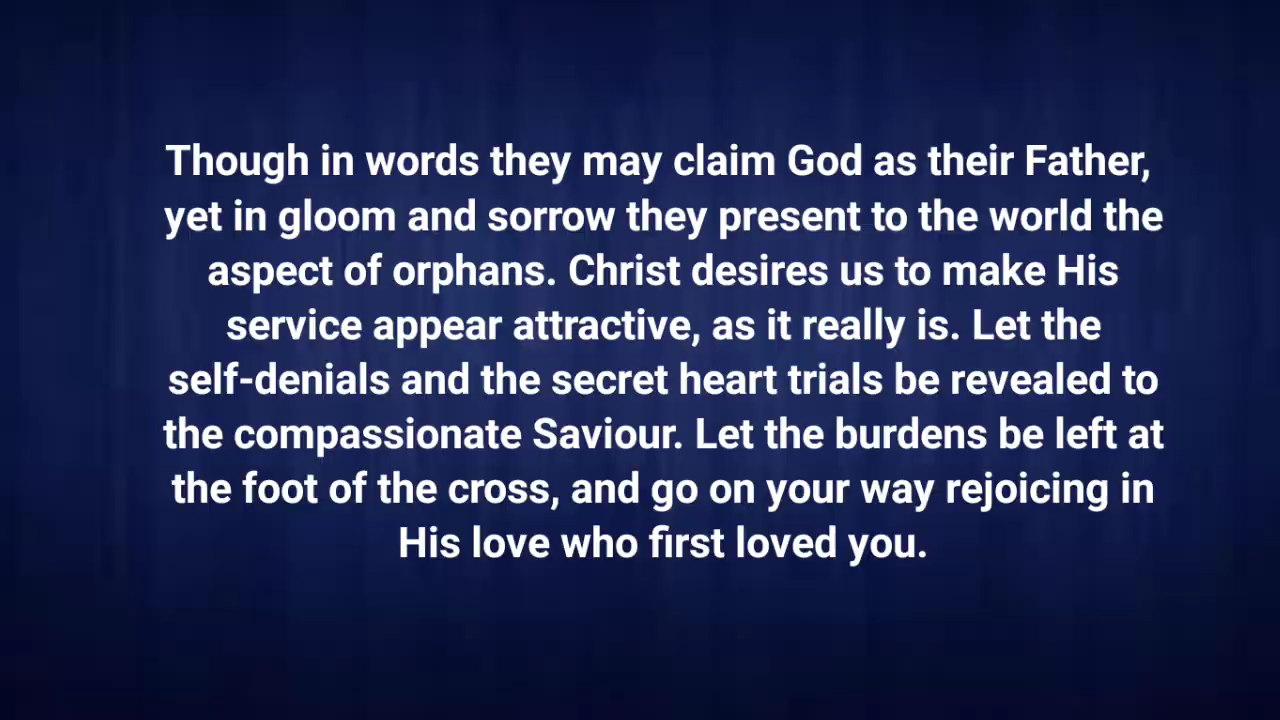 Though in words they may claim God as their Father,
yet in gloom and sorrow they present to the world the
aspect of orphans. Christ desires us to make His
service appear attractive, as it really is. Let the
self-denials and the secret heart trials be revealed to
the compassionate Saviour. Let the burdens be left at
the foot of the cross, and go on your way rejoicing in
His love who first loved you.